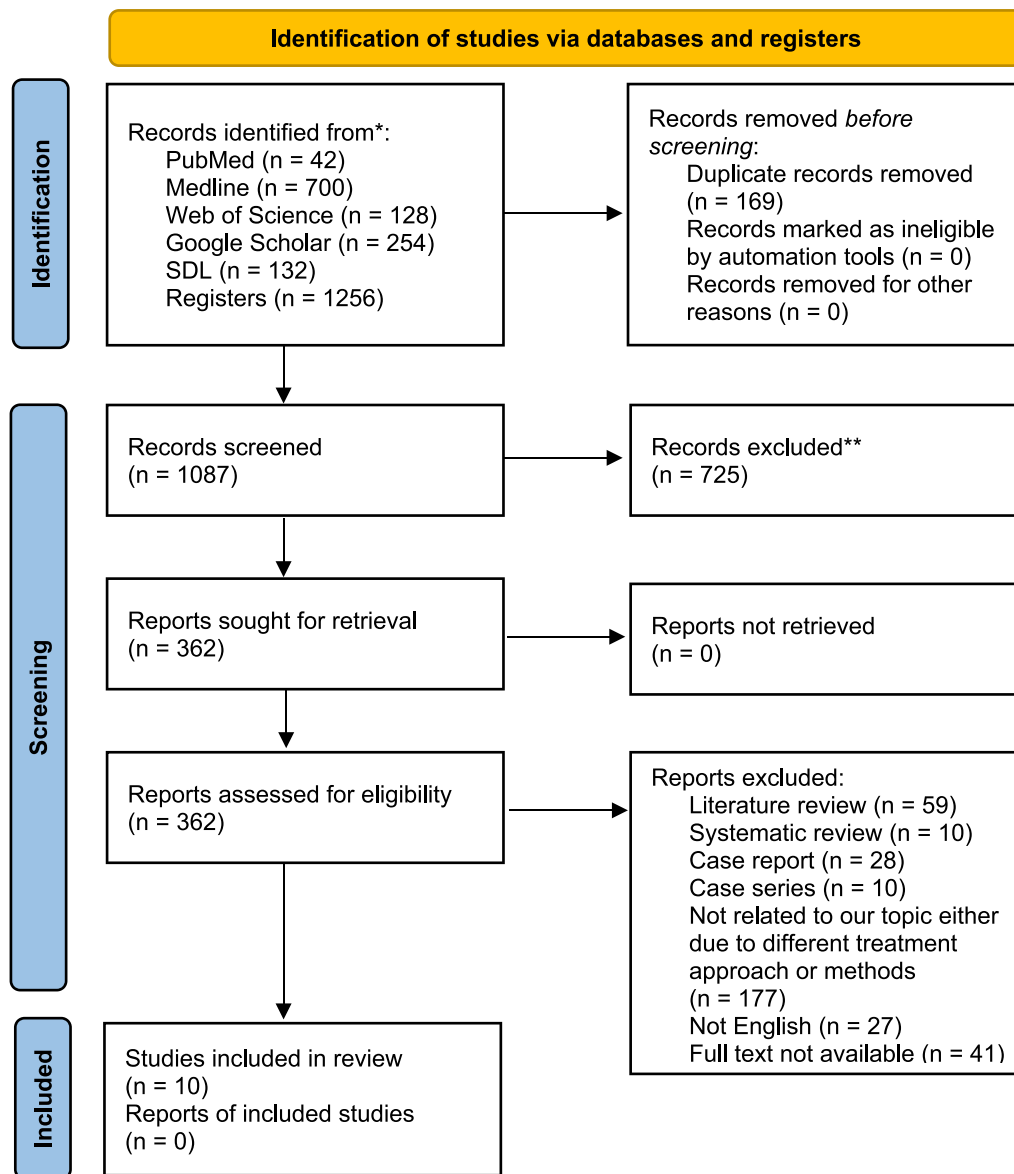 Identification of studies via databases and registers
Identification
Records identified from*:
PubMed (n = 42)
Medline (n = 700)
Web of Science (n = 128)
Google Scholar (n = 254)
SDL (n = 132)
Registers (n = 1256)
Records removed before
screening:
Duplicate records removed
(n = 169)
Records marked as ineligible
by automation tools (n = 0)
Records removed for other
reasons (n = 0)
Screening
Records screened
(n = 1087)
Records excluded**
(n = 725)
Reports sought for retrieval
(n = 362)
Reports not retrieved
(n = 0)
Reports assessed for eligibility
(n = 362)
Reports excluded:
Literature review (n = 59)
Systematic review (n = 10)
Case report (n = 28)
Case series (n = 10)
Not related to our topic either
due to different treatment
approach or methods
(n = 177)
Not English (n = 27)
Full text not available (n = 41)
Included
Studies included in review
(n = 10)
Reports of included studies
(n = 0)